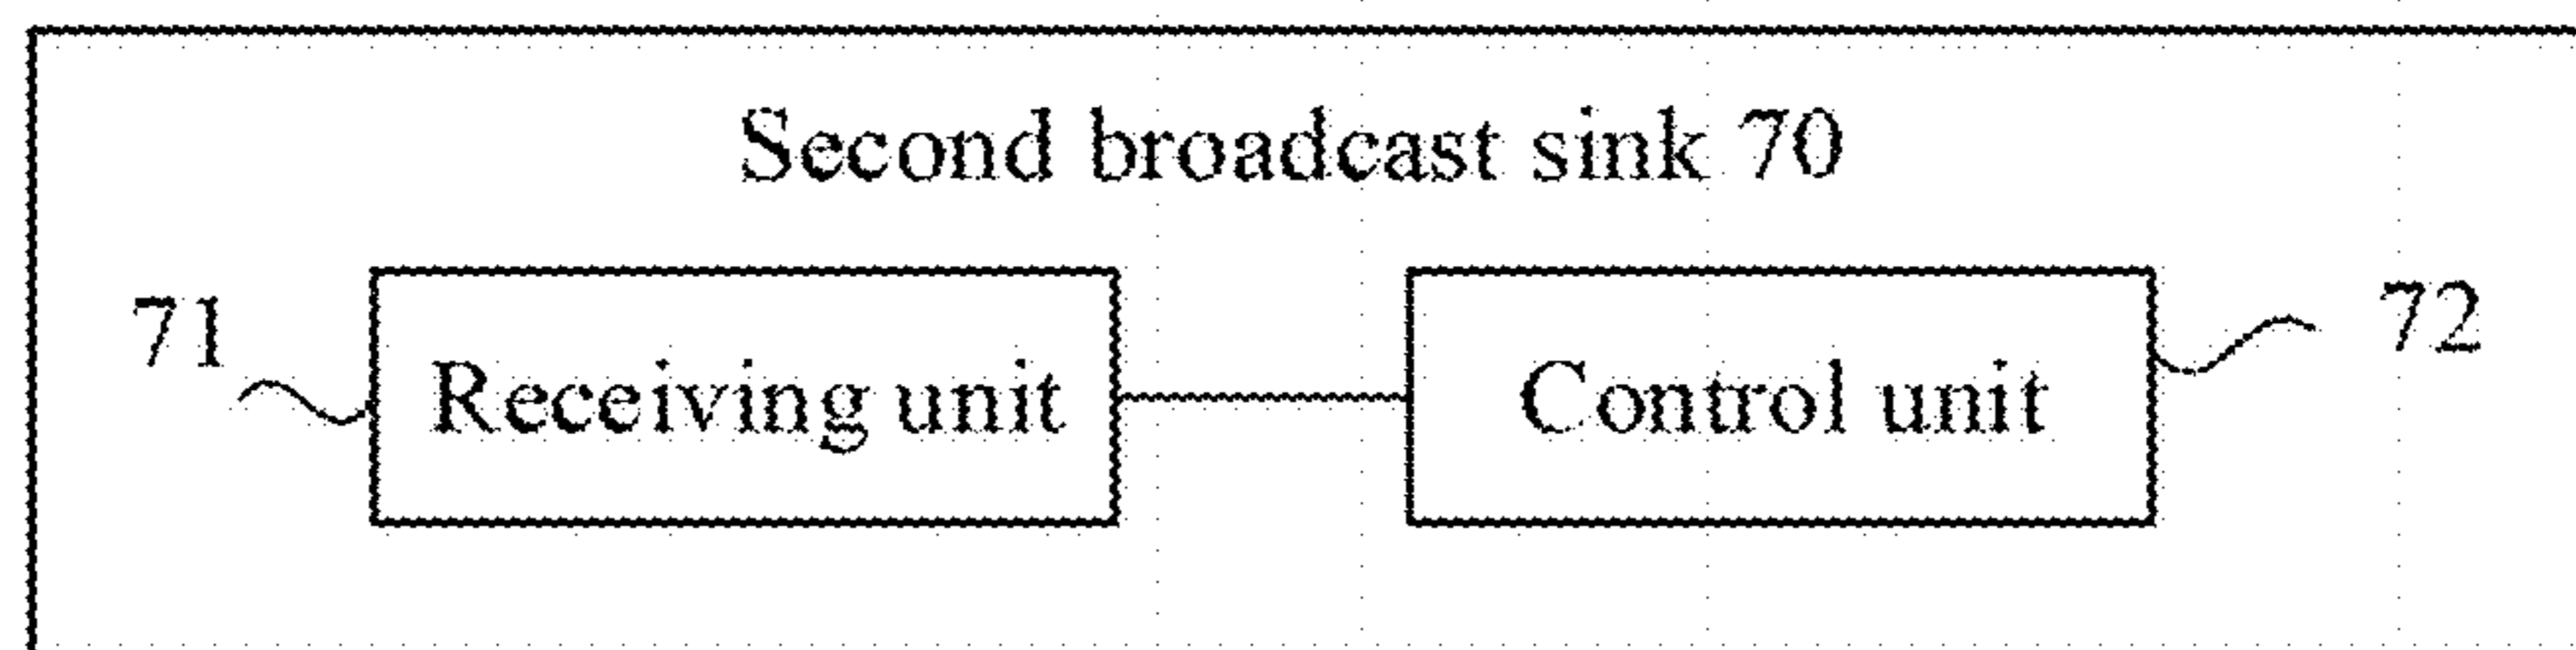 Second broadcast sink 70
71
Receiving unit
Control unit
72